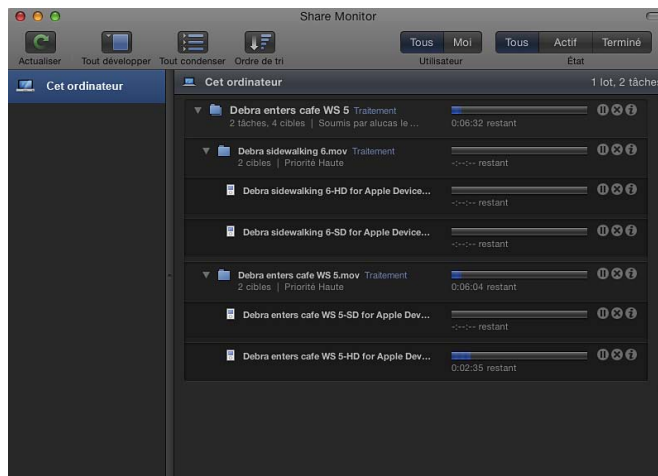 Share Monitor
Actualiser
Tout développer
Tout condenser
Ordre de tri
Tous Moi
Utilisateur
Tous Actif Terminé
État
Cet ordinateur
Cet ordinateur
1 lot, 2 tâches
Debra enters cafe WS 5 Traitement
2 tâches, 4 cibles | Soumis par alucas le ...
0:06:32 restant
Debra sidewalking 6.mov Traitement
2 cibles | Priorité Haute
-:--:-- restant
Debra sidewalking 6-HD for Apple Device...
-:--:-- restant
Debra sidewalking 6-SD for Apple Device...
-:--:-- restant
Debra enters cafe WS 5.mov Traitement
2 cibles | Priorité Haute
0:06:04 restant
Debra enters cafe WS 5-SD for Apple Dev...
-:--:-- restant
Debra enters cafe WS 5-HD for Apple Dev...
0:02:35 restant